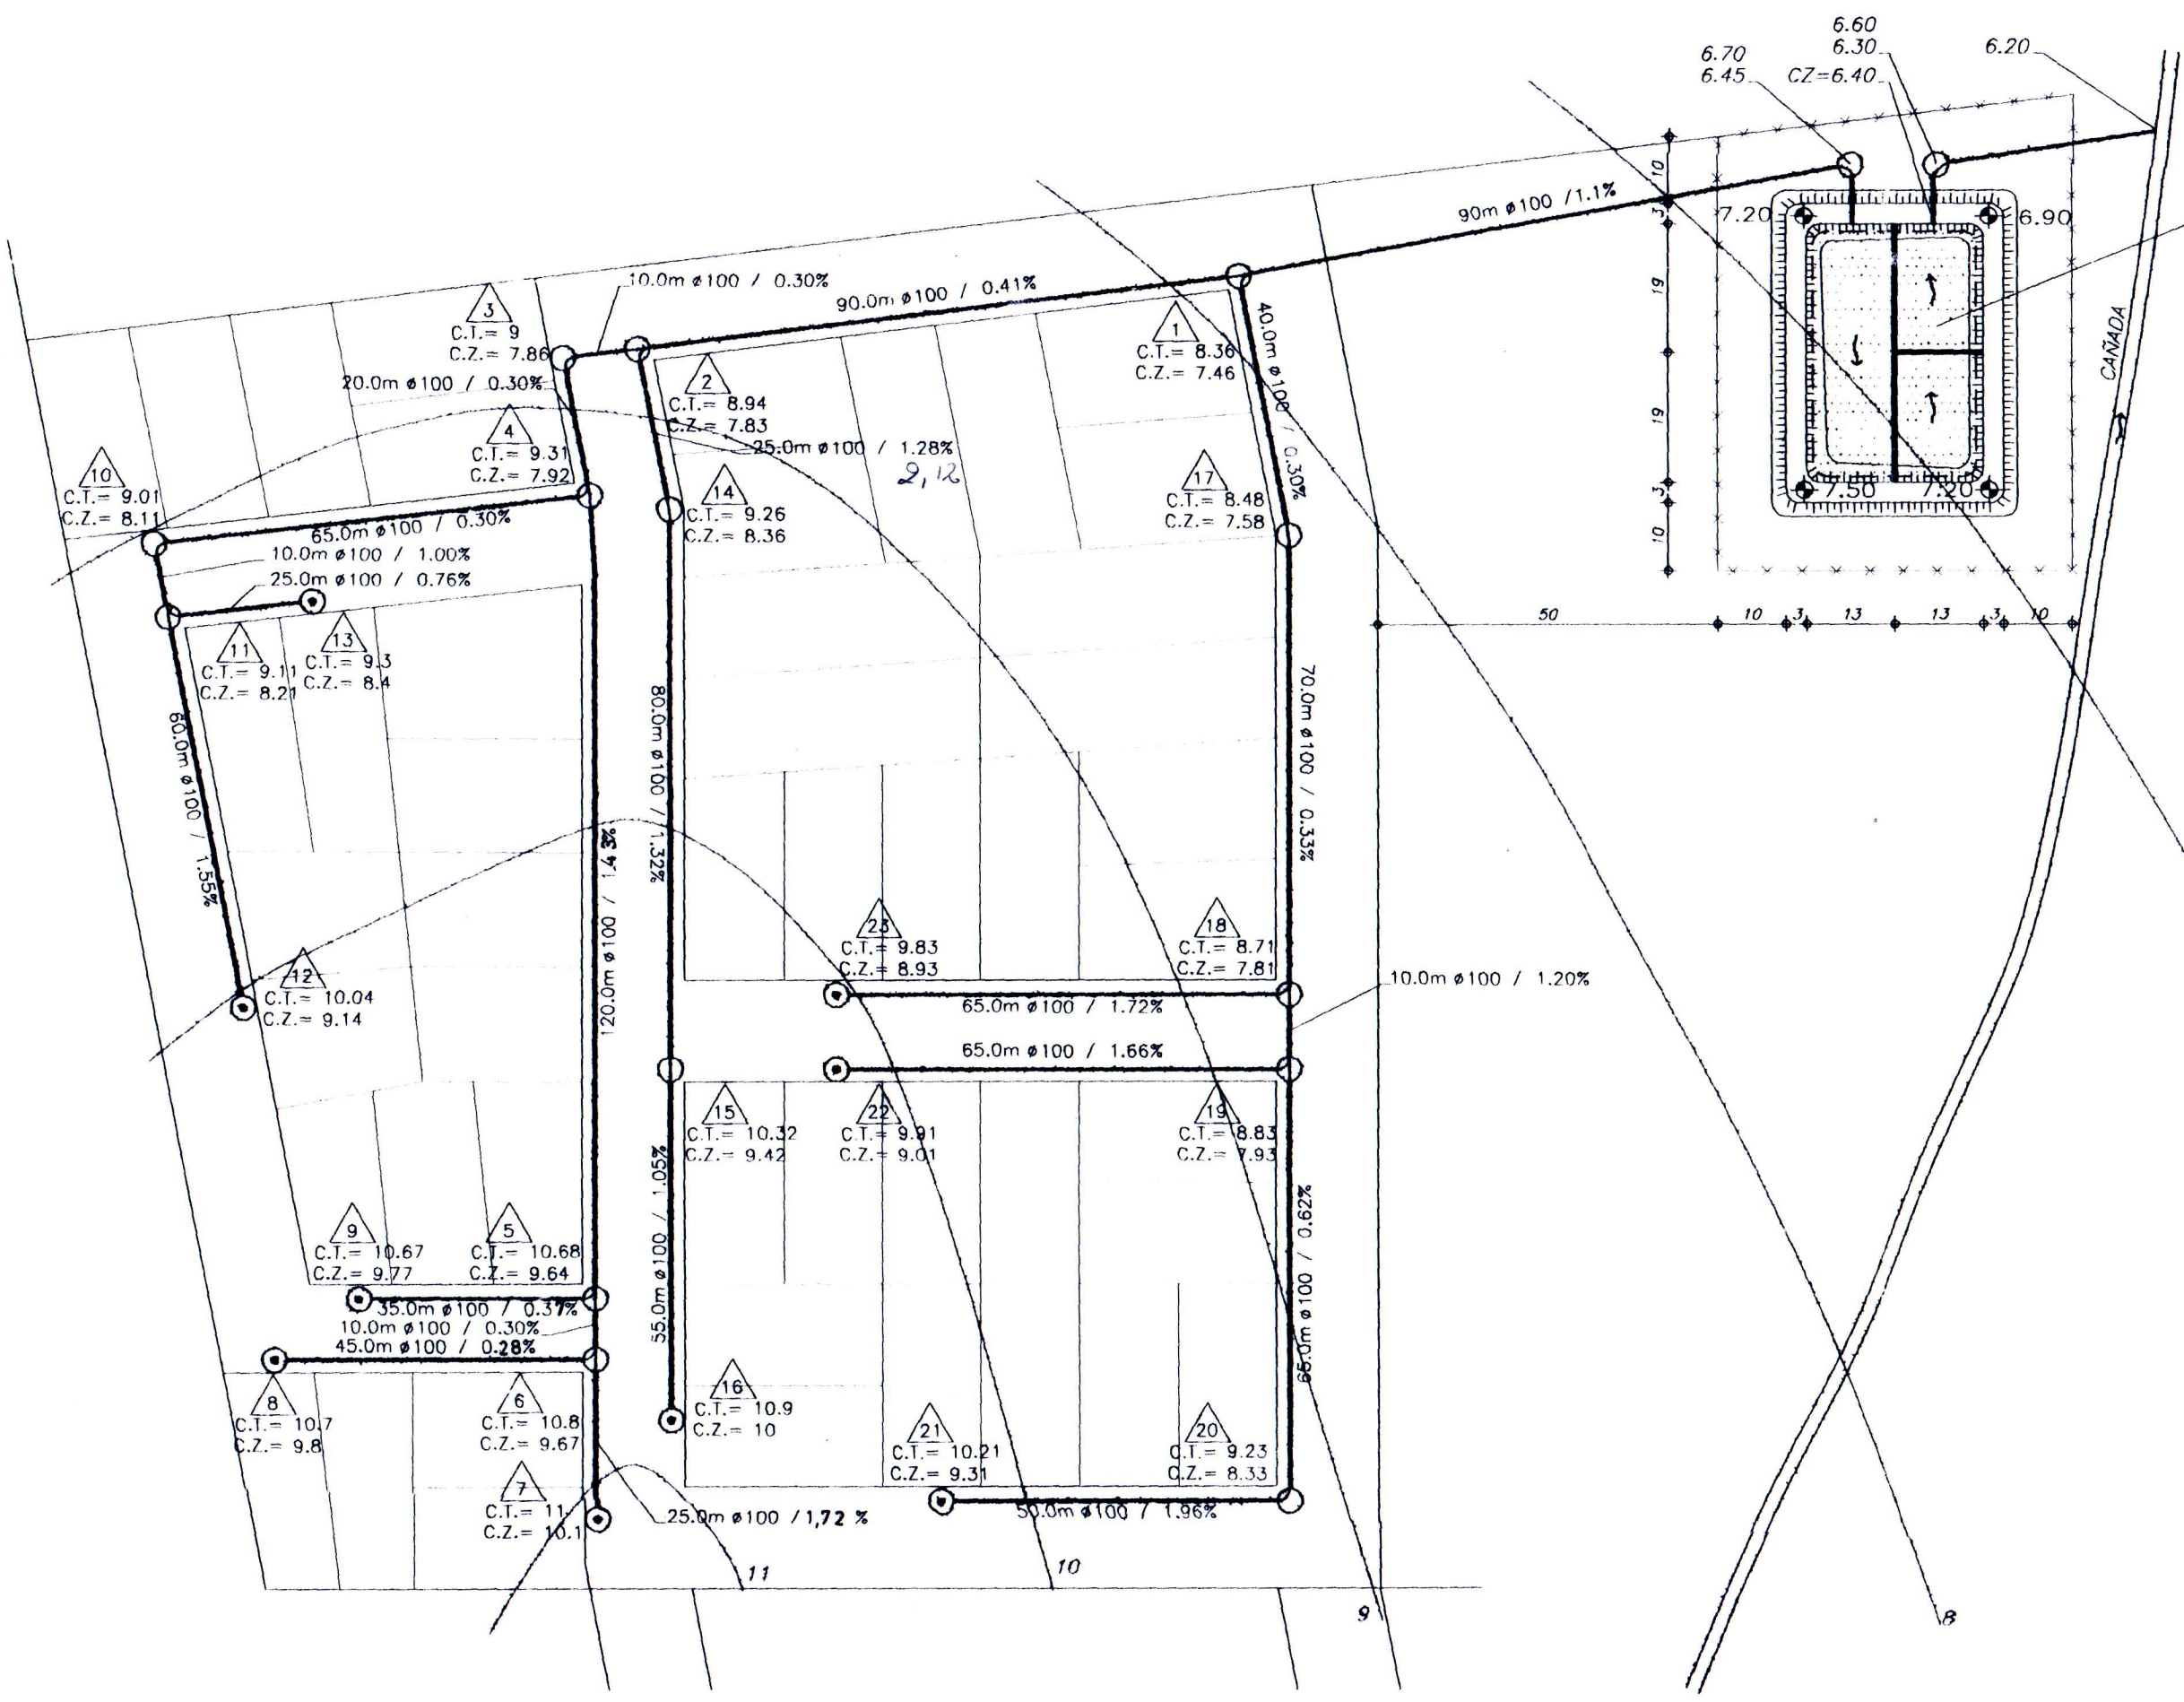 6.60
6.30
6.20
6.70
6.45
CZ=6.40
10
3
19
19
3
10
7.20
6.90
7.50
7.20
CAÑADA
50
10
3
13
13
3
10
90m ø100 /1.1%
10.0m ø100 / 0.30%
90.0m ø100 / 0.41%
3
C.T.= 9
C.Z.= 7.86
20.0m ø100 / 0.30%
1
C.T.= 8.36
C.Z.= 7.46
40.0m ø100 / 0.30%
2
C.T.= 8.94
C.Z.= 7.83
25.0m ø100 / 1.28%
2,12
4
C.T.= 9.31
C.Z.= 7.92
10
C.T.= 9.01
C.Z.= 8.11
14
C.T.= 9.26
C.Z.= 8.36
17
C.T.= 8.48
C.Z.= 7.58
65.0m ø100 / 0.30%
10.0m ø100 / 1.00%
25.0m ø100 / 0.76%
11
C.T.= 9.11
C.Z.= 8.21
13
C.T.= 9.3
C.Z.= 8.4
60.0m ø100 / 1.55%
80.0m ø100 / 1.32%
70.0m ø100 / 0.33%
120.0m ø100 / 1.43%
12
C.T.= 10.04
C.Z.= 9.14
23
C.T.= 9.83
C.Z.= 8.93
18
C.T.= 8.71
C.Z.= 7.81
65.0m ø100 / 1.72%
10.0m ø100 / 1.20%
65.0m ø100 / 1.66%
15
C.T.= 10.32
C.Z.= 9.42
22
C.T.= 9.91
C.Z.= 9.01
19
C.T.= 8.83
C.Z.= 7.93
55.0m ø100 / 1.05%
65.0m ø100 / 0.62%
9
C.T.= 10.67
C.Z.= 9.77
5
C.T.= 10.68
C.Z.= 9.64
35.0m ø100 / 0.37%
10.0m ø100 / 0.30%
45.0m ø100 / 0.28%
8
C.T.= 10.7
C.Z.= 9.8
6
C.T.= 10.8
C.Z.= 9.67
16
C.T.= 10.9
C.Z.= 10
21
C.T.= 10.21
C.Z.= 9.31
20
C.T.= 9.23
C.Z.= 8.33
7
C.T.= 11
C.Z.= 10.1
25.0m ø100 /1,72 %
50.0m ø100 / 1.96%
11
10
9
8